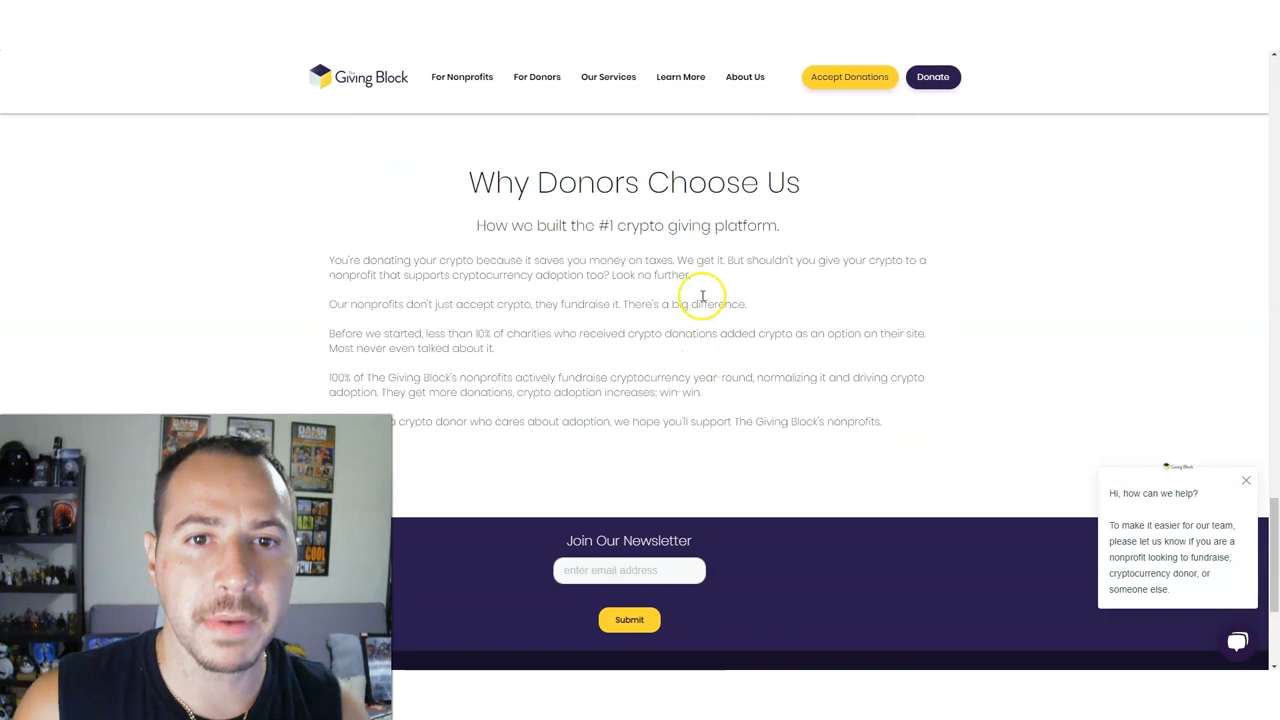 The Giving Block
For Nonprofits
For Donors
Our Services
Learn More
About Us
Accept Donations
Donate
Why Donors Choose Us
How we built the #1 crypto giving platform.
You're donating your crypto because it saves you money on taxes. We get it. But shouldn't you give your crypto to a
nonprofit that supports cryptocurrency adoption too? Look no further.
Our nonprofits don't just accept crypto, they fundraise it. There's a big difference.
Before we started, less than 10% of charities who received crypto donations added crypto as an option on their site.
Most never even talked about it.
100% of The Giving Block's nonprofits actively fundraise cryptocurrency year-round, normalizing it and driving crypto
adoption. They get more donations, crypto adoption increases; win-win.
a crypto donor who cares about adoption, we hope you'll support The Giving Block's nonprofits.
DAMN
DAMN
COOL
Join Our Newsletter
enter email address
Submit
Giving Block
Hi, how can we help?
To make it easier for our team,
please let us know if you are a
nonprofit looking to fundraise,
cryptocurrency donor, or
someone else.